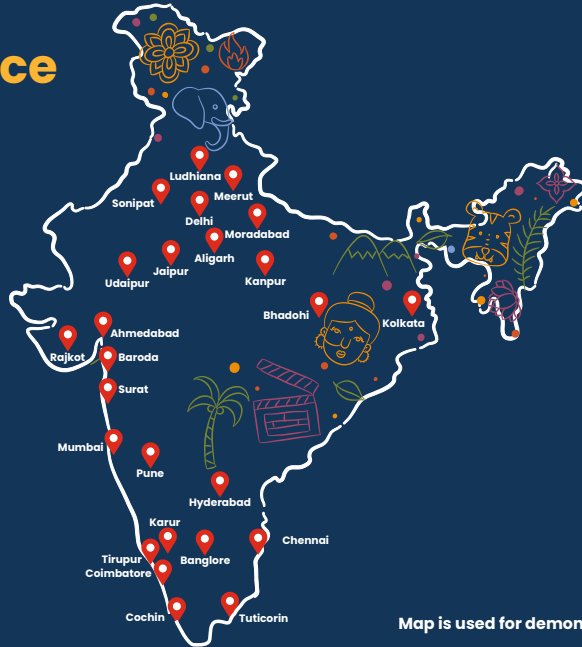 ce
Ludhiana
Meerut
Sonipat
Delhi
Moradabad
Aligarh
Jaipur
Kanpur
Udaipur
Bhadohi
Kolkata
Ahmedabad
Rajkot
Baroda
Surat
Mumbai
Pune
Hyderabad
Karur
Chennai
Tirupur
Banglore
Coimbatore
Cochin
Tuticorin
Map is used for demon